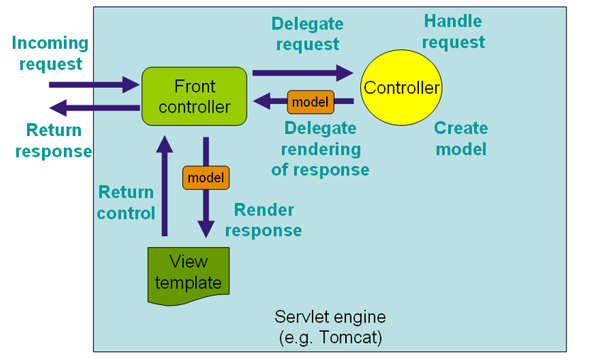 Incoming
request
Return
response
Front
controller
Delegate
request
Handle
request
Controller
model
Delegate
rendering
of response
Create
model
model
Return
control
Render
response
View
template
Servlet engine
(e.g. Tomcat)